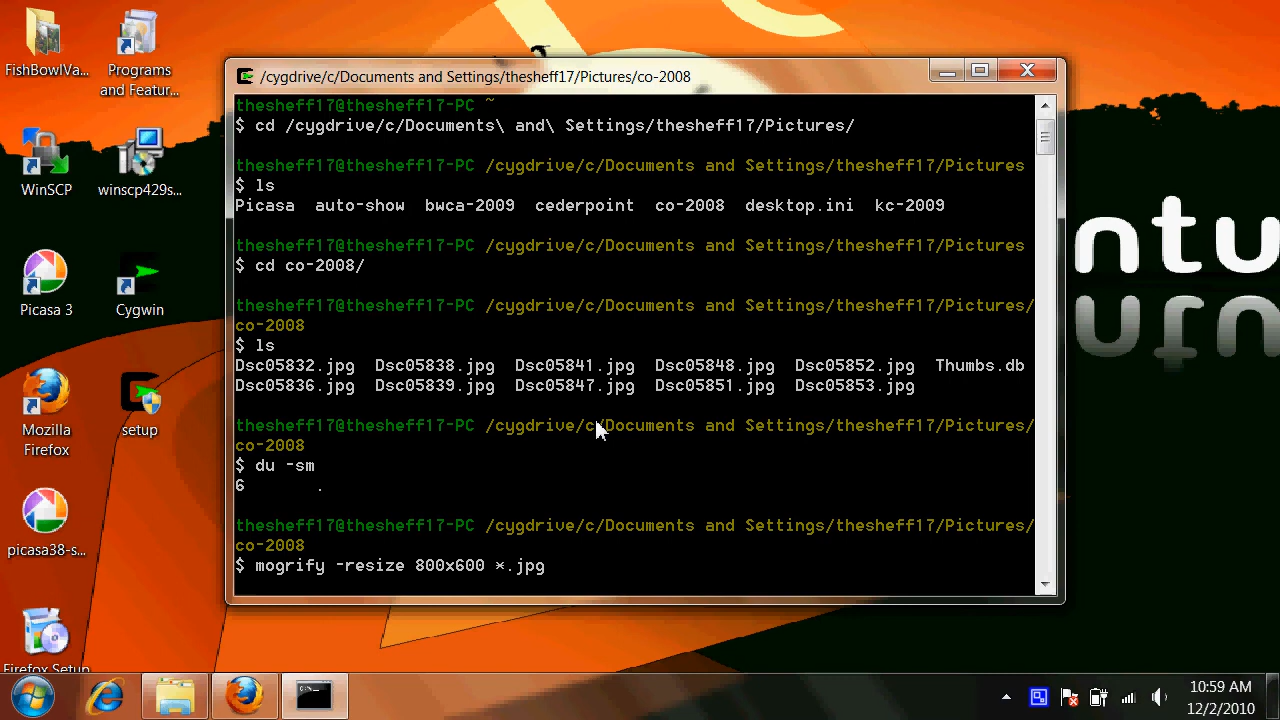 FishBowlVa...
Programs
and Featur...
WinSCP
winscp429s...
Picasa 3
Cygwin
Mozilla
Firefox
setup
picasa38-s...
Firefox Setup
/cygdrive/c/Documents and Settings/thesheff17/Pictures/co-2008
thesheff17@thesheff17-PC ~
$ cd /cygdrive/c/Documents\ and\ Settings/thesheff17/Pictures/
thesheff17@thesheff17-PC /cygdrive/c/Documents and Settings/thesheff17/Pictures
$ ls
Picasa auto-show bwca-2009 cederpoint co-2008 desktop.ini kc-2009
thesheff17@thesheff17-PC /cygdrive/c/Documents and Settings/thesheff17/Pictures
$ cd co-2008/
thesheff17@thesheff17-PC /cygdrive/c/Documents and Settings/thesheff17/Pictures/
co-2008
$ ls
Dsc05832.jpg Dsc05838.jpg Dsc05841.jpg Dsc05848.jpg Dsc05852.jpg Thumbs.db
Dsc05836.jpg Dsc05839.jpg Dsc05847.jpg Dsc05851.jpg Dsc05853.jpg
thesheff17@thesheff17-PC /cygdrive/c/Documents and Settings/thesheff17/Pictures/
co-2008
$ du -sm
6 .
thesheff17@thesheff17-PC /cygdrive/c/Documents and Settings/thesheff17/Pictures/
co-2008
$ mogrify -resize 800x600 *.jpg
ntu
10:59 AM
12/2/2010